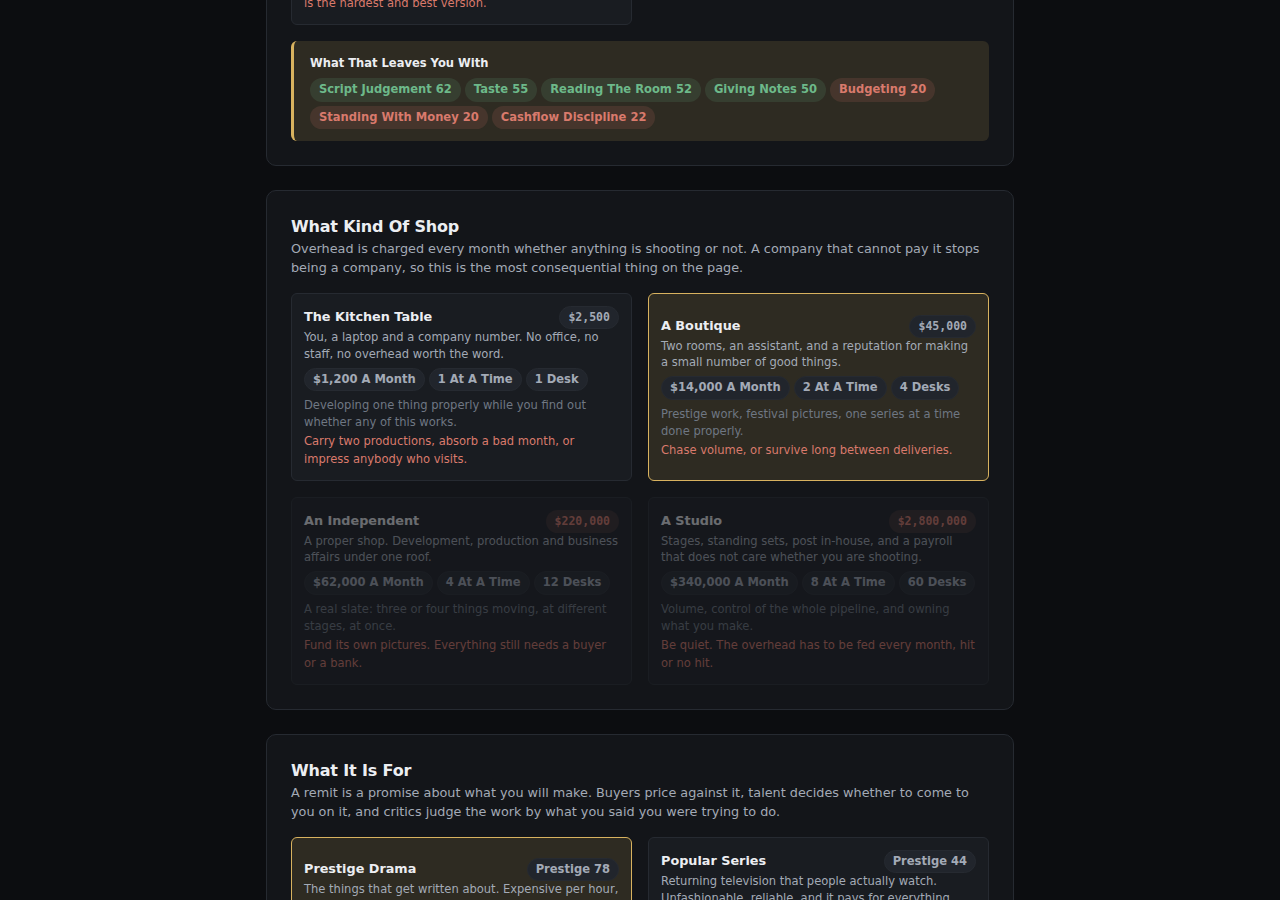 is the hardest and best version.
What That Leaves You With
Script Judgement 62 Taste 55 Reading The Room 52 Giving Notes 50 Budgeting 20
Standing With Money 20 Cashflow Discipline 22
What Kind Of Shop
Overhead is charged every month whether anything is shooting or not. A company that cannot pay it stops
being a company, so this is the most consequential thing on the page.
The Kitchen Table $2,500
You, a laptop and a company number. No office, no
staff, no overhead worth the word.
$1,200 A Month 1 At A Time 1 Desk
Developing one thing properly while you find out
whether any of this works.
Carry two productions, absorb a bad month, or
impress anybody who visits.
A Boutique $45,000
Two rooms, an assistant, and a reputation for making
a small number of good things.
$14,000 A Month 2 At A Time 4 Desks
Prestige work, festival pictures, one series at a time
done properly.
Chase volume, or survive long between deliveries.
An Independent $220,000
A proper shop. Development, production and business
affairs under one roof.
$62,000 A Month 4 At A Time 12 Desks
A real slate: three or four things moving, at different
stages, at once.
Fund its own pictures. Everything still needs a buyer
or a bank.
A Studio $2,800,000
Stages, standing sets, post in-house, and a payroll
that does not care whether you are shooting.
$340,000 A Month 8 At A Time 60 Desks
Volume, control of the whole pipeline, and owning
what you make.
Be quiet. The overhead has to be fed every month, hit
or no hit.
What It Is For
A remit is a promise about what you will make. Buyers price against it, talent decides whether to come to
you on it, and critics judge the work by what you said you were trying to do.
Prestige Drama Prestige 78
The things that get written about. Expensive per hour,
Popular Series Prestige 44
Returning television that people actually watch.
Unfashionable, reliable, and it pays for everything